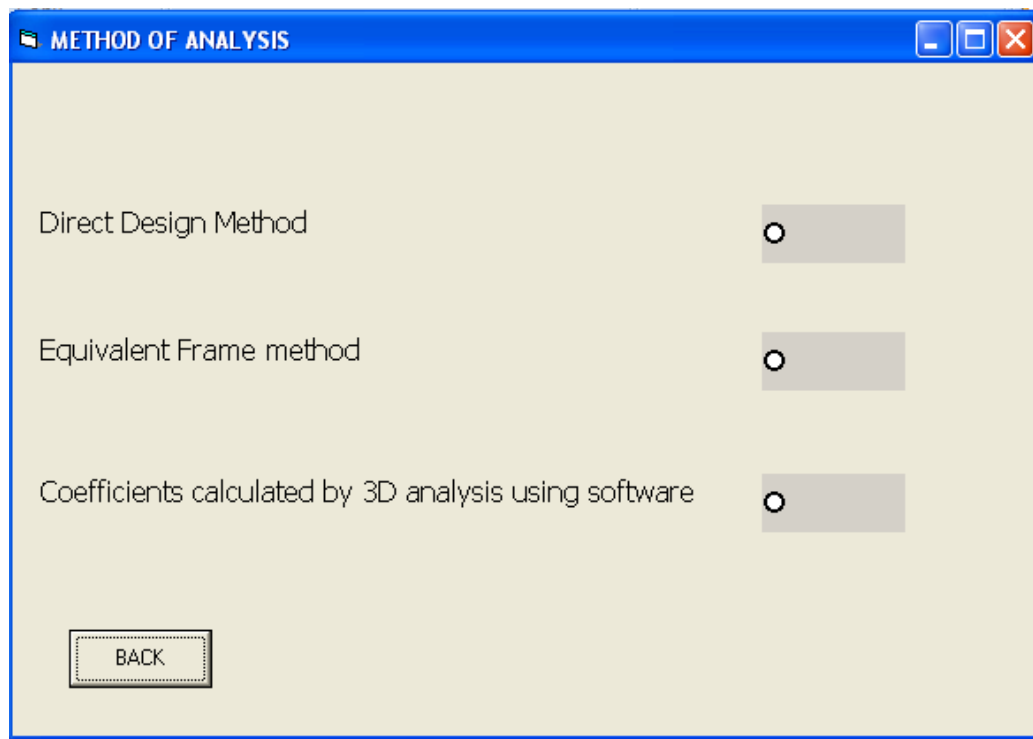 METHOD OF ANALYSIS
Direct Design Method
Equivalent Frame method
Coefficients calculated by 3D analysis using software
BACK